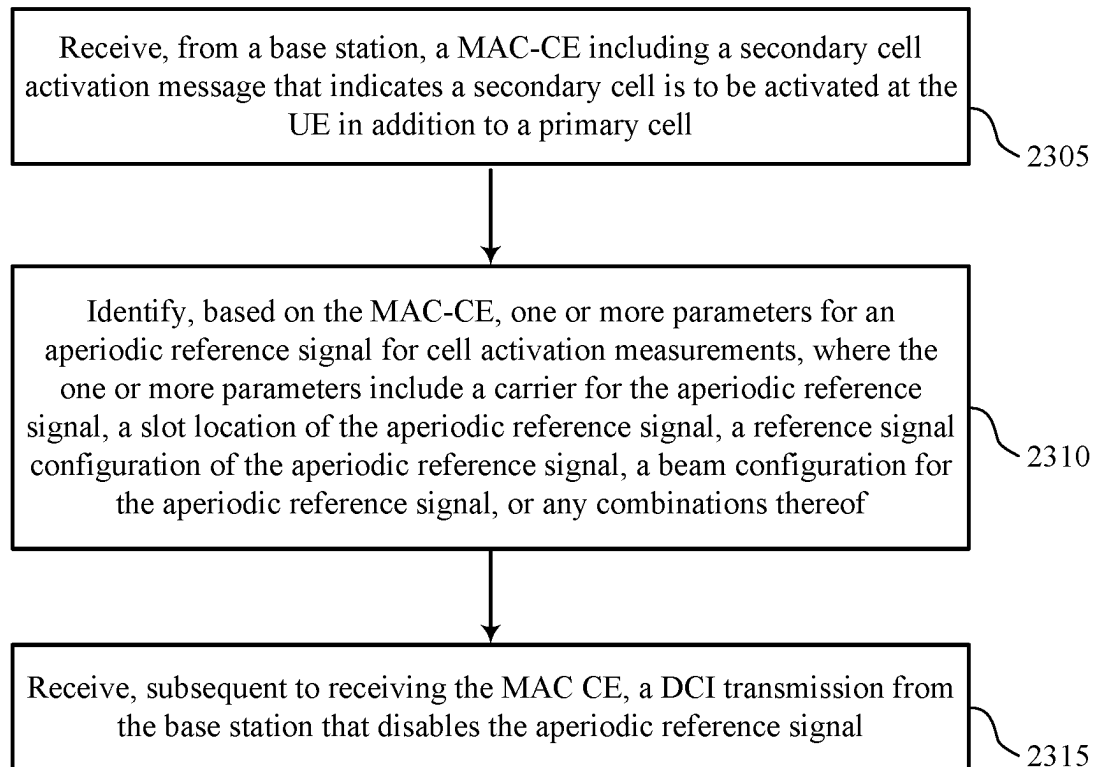 Receive, from a base station, a MAC-CE including a secondary cell
activation message that indicates a secondary cell is to be activated at the
UE in addition to a primary cell
2305
Identify, based on the MAC-CE, one or more parameters for an
aperiodic reference signal for cell activation measurements, where the
one or more parameters include a carrier for the aperiodic reference
signal, a slot location of the aperiodic reference signal, a reference signal
configuration of the aperiodic reference signal, a beam configuration for
the aperiodic reference signal, or any combinations thereof
2310
Receive, subsequent to receiving the MAC CE, a DCI transmission from
the base station that disables the aperiodic reference signal
2315